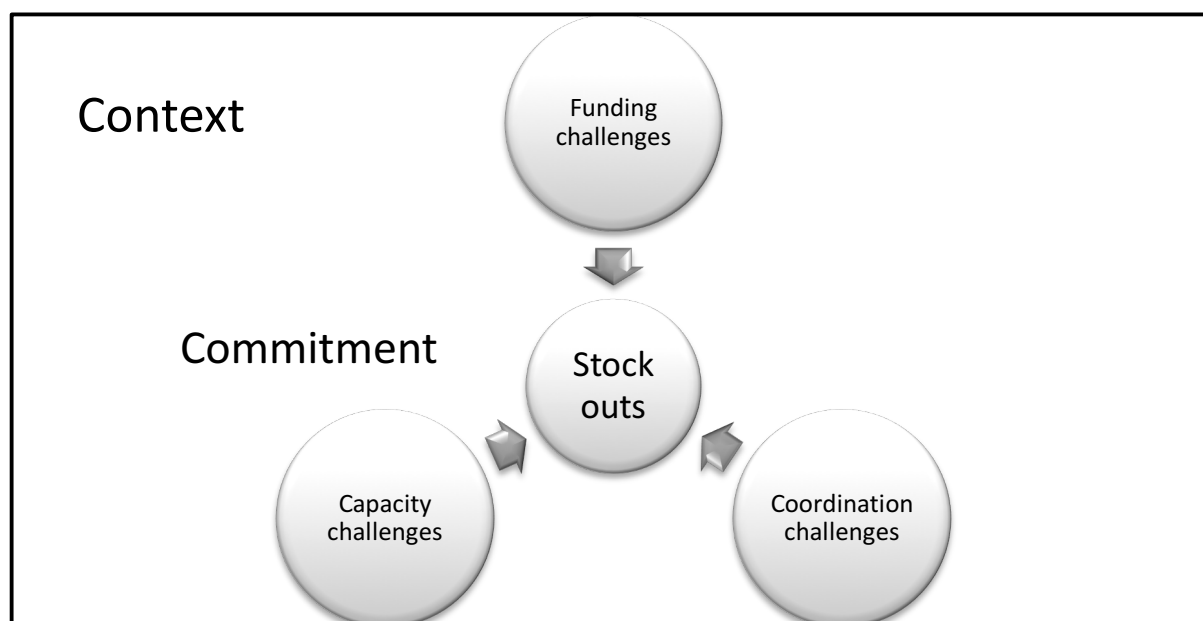 Context
Funding
challenges
Commitment
Stock
outs
Capacity
challenges
Coordination
challenges